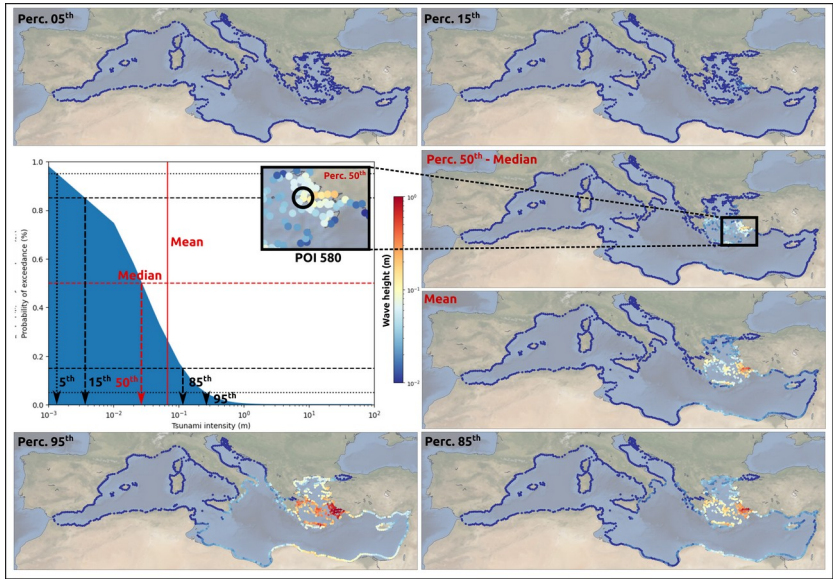 Perc. 05th
Perc. 15th
1.0
0.8
0.6
0.4
0.2
0.0
Probability of exceedance (%)
Median
Mean
5th
15th
50th
85th
95th
10⁻³
10⁻²
10⁻¹
10⁰
10¹
10²
Tsunami intensity (m)
Perc. 50th
POI 580
10⁰
10⁻¹
10⁻²
Wave height (m)
Perc. 50th - Median
Mean
Perc. 95th
Perc. 85th